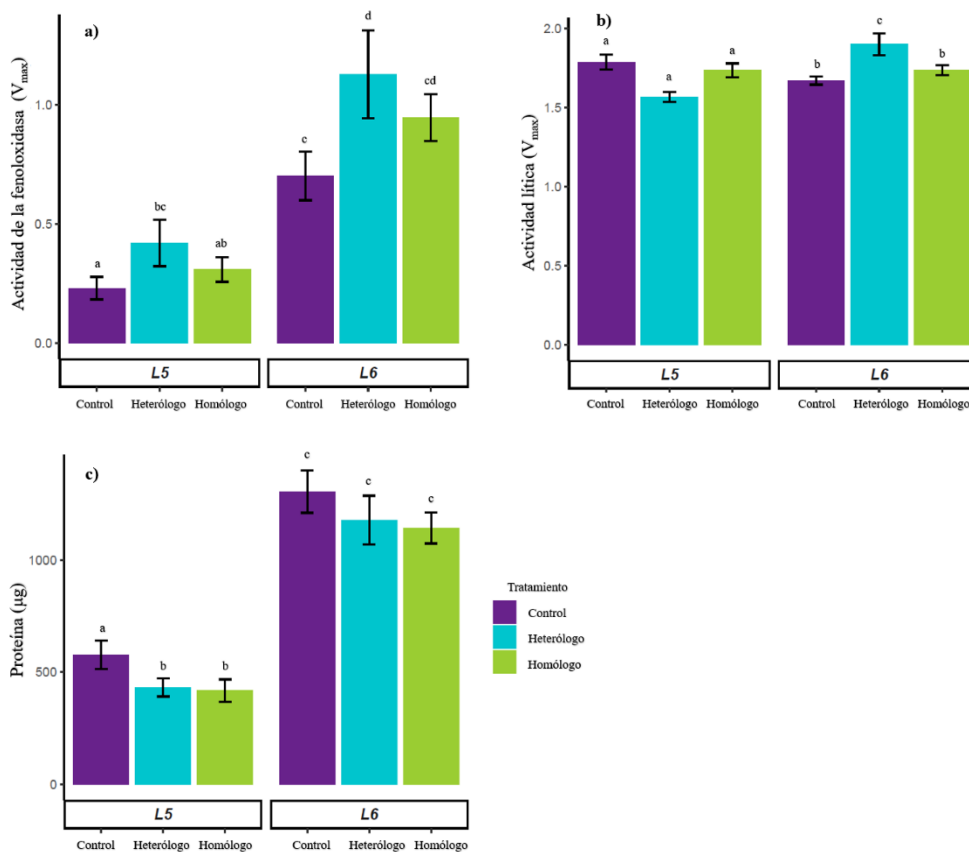 a)
Actividad de la fenoloxidasa (Vmax)
1.0
0.5
0.0
a
bc
ab
c
d
cd
L5
L6
Control Heterólogo Homólogo Control Heterólogo Homólogo
b)
Actividad lítica (Vmax)
2.0
1.5
1.0
0.5
0.0
a
a
a
b
c
b
L5
L6
Control Heterólogo Homólogo Control Heterólogo Homólogo
c)
Proteína (μg)
1000
500
0
a
b
b
c
c
c
L5
L6
Control Heterólogo Homólogo Control Heterólogo Homólogo
Tratamiento
Control
Heterólogo
Homólogo